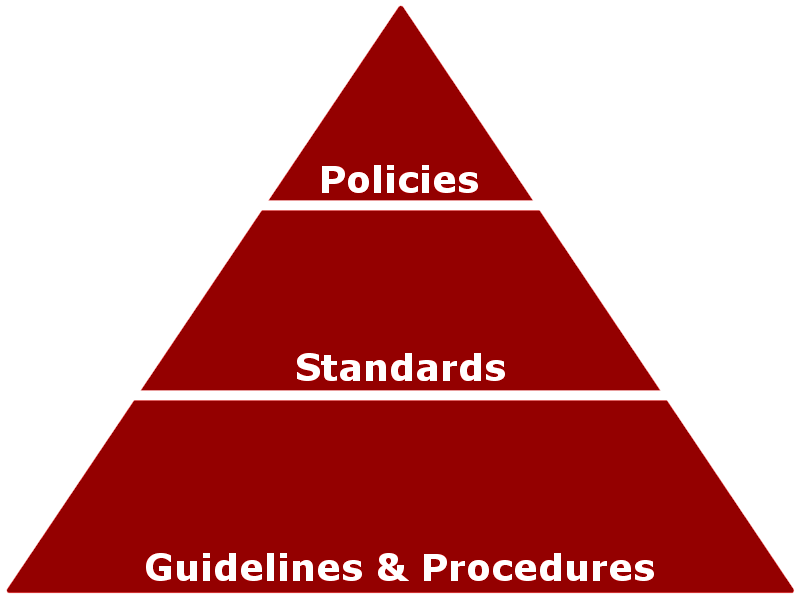 Policies
Standards
Guidelines & Procedures